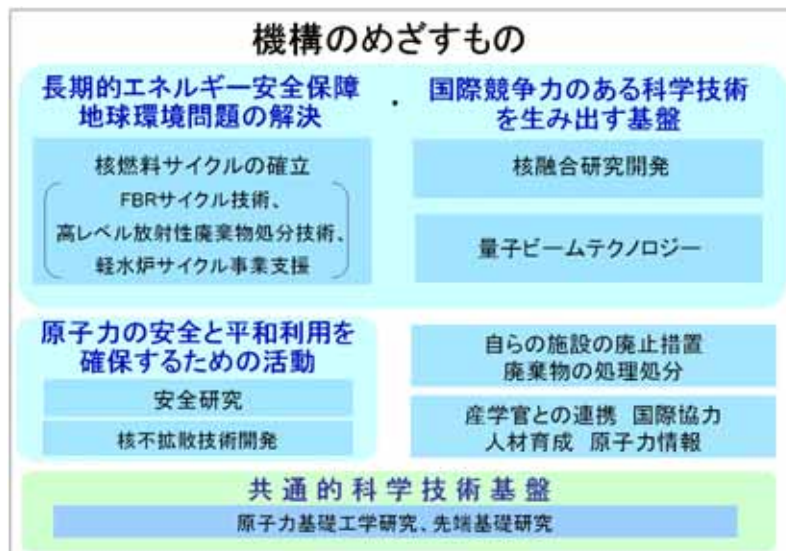 機構のめざすもの
長期的エネルギー安全保障
地球環境問題の解決
・
国際競争力のある科学技術
を生み出す基盤
核燃料サイクルの確立
FBRサイクル技術、
高レベル放射性廃棄物処分技術、
軽水炉サイクル事業支援
核融合研究開発
量子ビームテクノロジー
原子力の安全と平和利用を
確保するための活動
安全研究
核不拡散技術開発
自らの施設の廃止措置
廃棄物の処理処分
産学官との連携 国際協力
人材育成 原子力情報
共通的科学技術基盤
原子力基礎工学研究、先端基礎研究